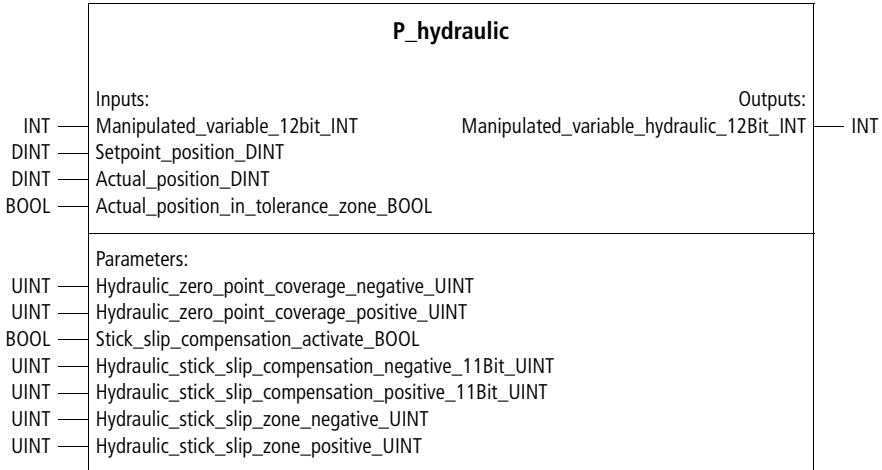 P_hydraulic
Inputs: Outputs:
INT Manipulated_variable_12bit_INT Manipulated_variable_hydraulic_12Bit_INT INT
DINT Setpoint_position_DINT
DINT Actual_position_DINT
BOOL Actual_position_in_tolerance_zone_BOOL
Parameters:
UINT Hydraulic_zero_point_coverage_negative_UINT
UINT Hydraulic_zero_point_coverage_positive_UINT
BOOL Stick_slip_compensation_activate_BOOL
UINT Hydraulic_stick_slip_compensation_negative_11Bit_UINT
UINT Hydraulic_stick_slip_compensation_positive_11Bit_UINT
UINT Hydraulic_stick_slip_zone_negative_UINT
UINT Hydraulic_stick_slip_zone_positive_UINT